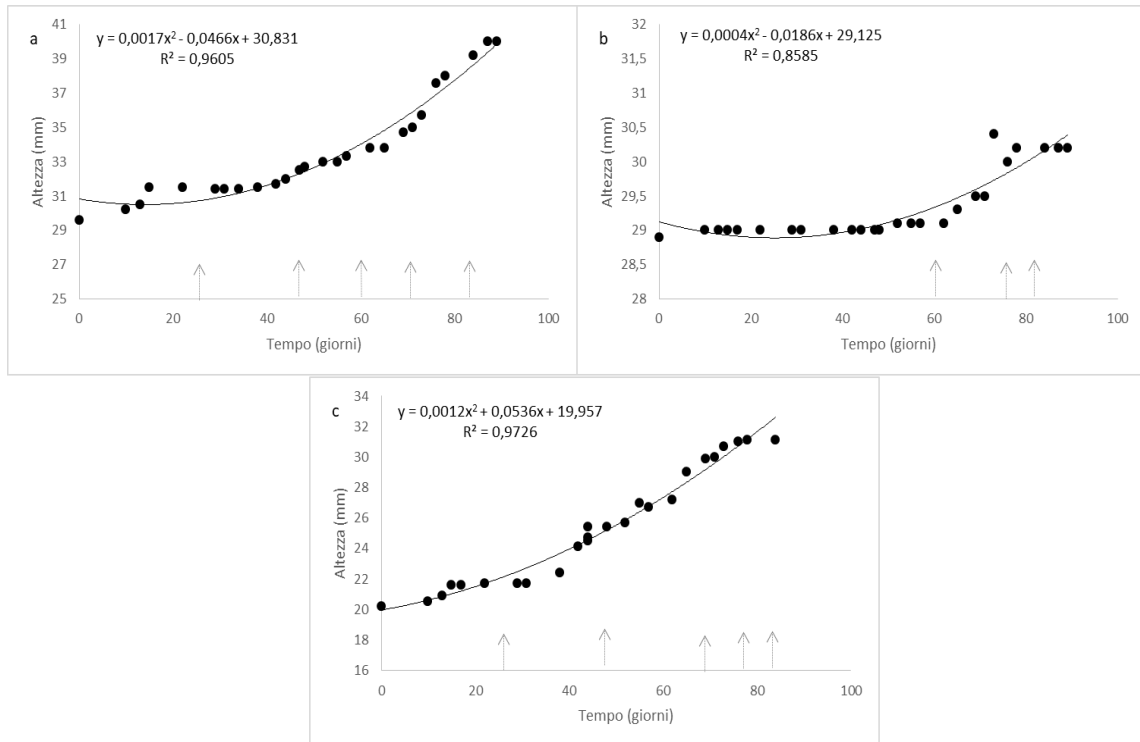 a
y = 0,0017x² - 0,0466x + 30,831
R² = 0,9605
41
39
37
35
33
31
29
27
25
Altezza (mm)
0 20 40 60 80 100
Tempo (giorni)
b
y = 0,0004x² - 0,0186x + 29,125
R² = 0,8585
32
31,5
31
30,5
30
29,5
29
28,5
28
Altezza (mm)
0 20 40 60 80 100
Tempo (giorni)
c
y = 0,0012x² + 0,0536x + 19,957
R² = 0,9726
34
32
30
28
26
24
22
20
18
16
Altezza (mm)
0 20 40 60 80 100
Tempo (giorni)